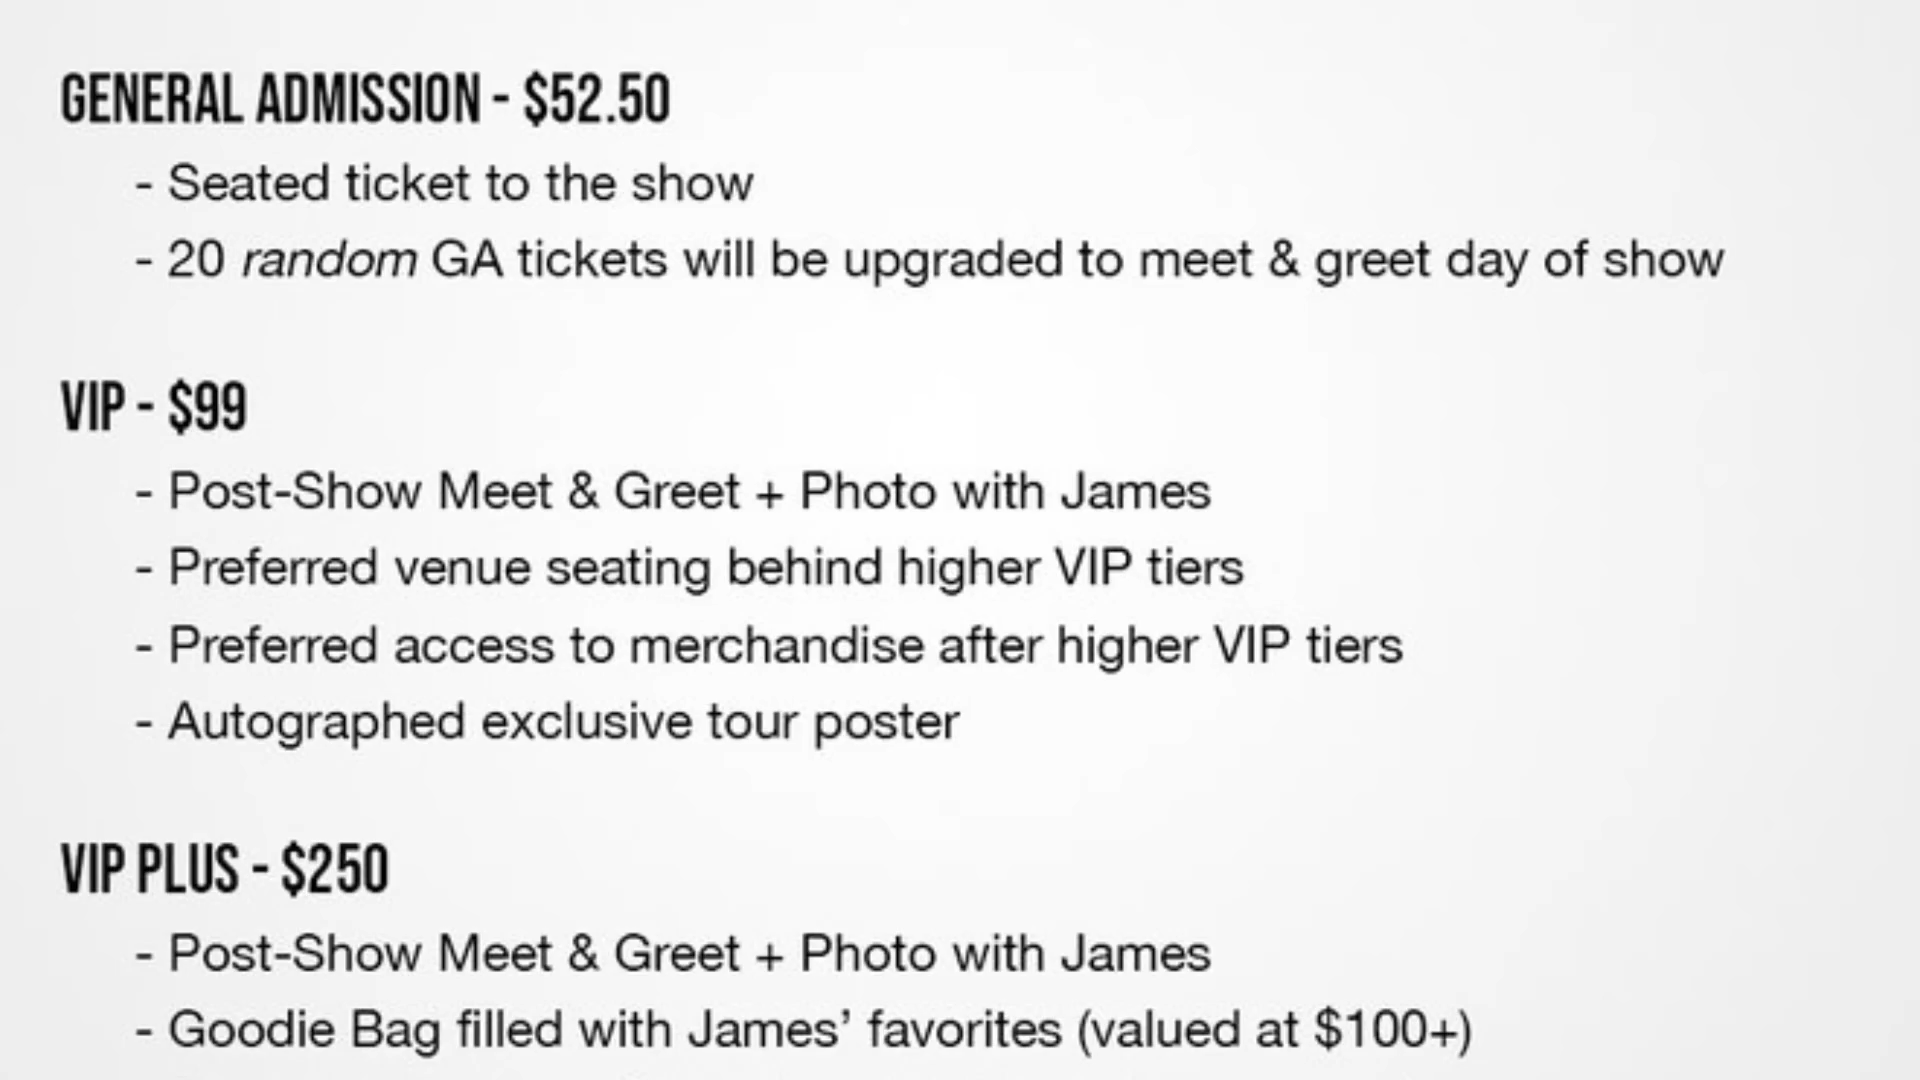 GENERAL ADMISSION - $52.50
- Seated ticket to the show
- 20 random GA tickets will be upgraded to meet & greet day of show
VIP - $99
- Post-Show Meet & Greet + Photo with James
- Preferred venue seating behind higher VIP tiers
- Preferred access to merchandise after higher VIP tiers
- Autographed exclusive tour poster
VIP PLUS - $250
- Post-Show Meet & Greet + Photo with James
- Goodie Bag filled with James’ favorites (valued at $100+)